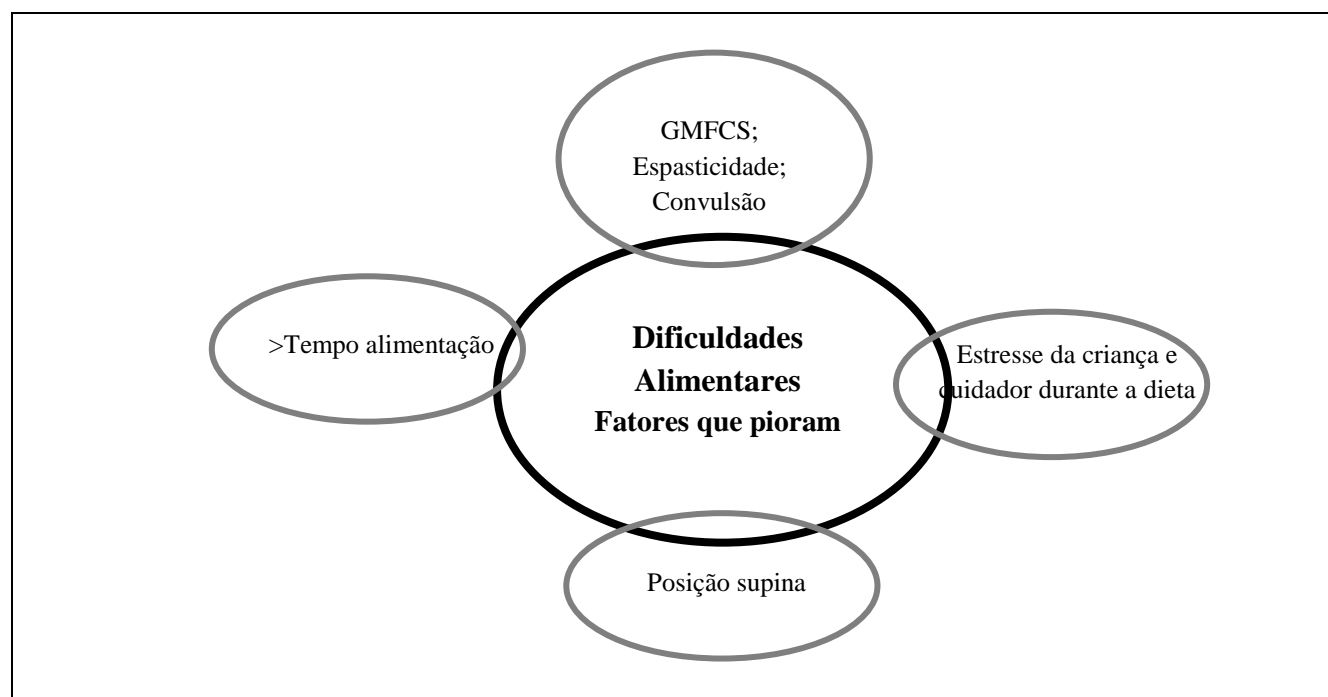 GMFCS;
Espasticidade;
Convulsão
>Tempo alimentação
Dificuldades
Alimentares
Fatores que pioram
Estresse da criança e
cuidador durante a dieta
Posição supina